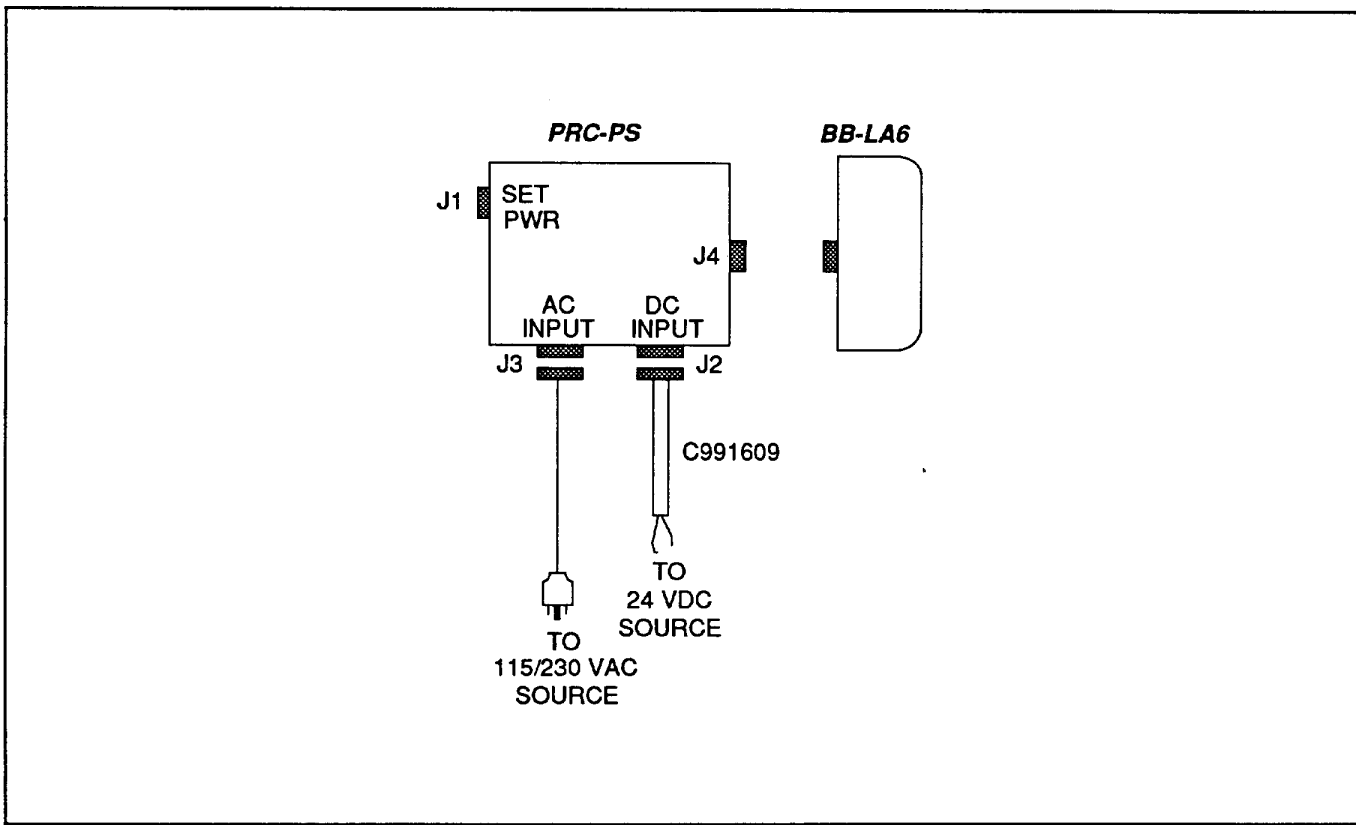 PRC-PS
BB-LA6
J1
SET
PWR
J4
AC
INPUT
DC
INPUT
J3
J2
C991609
TO
24 VDC
SOURCE
TO
115/230 VAC
SOURCE